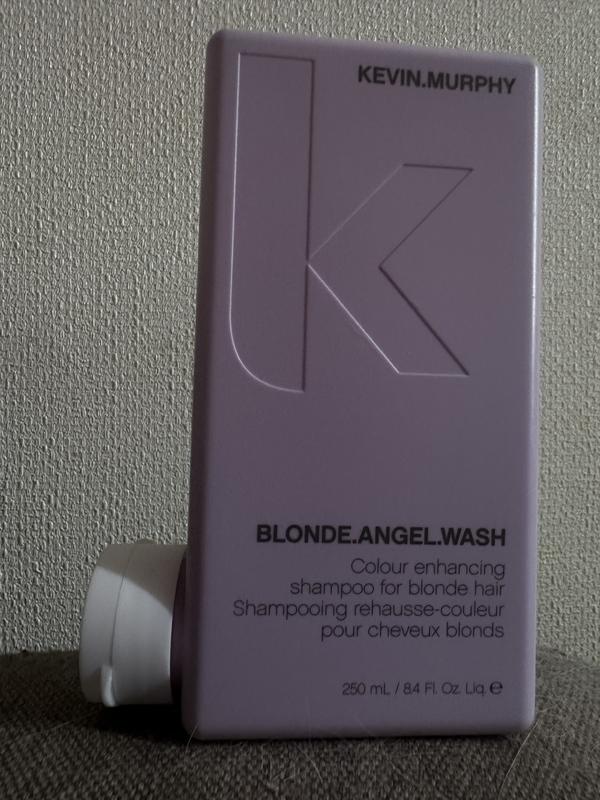 KEVIN.MURPHY
BLONDE.ANGEL.WASH
Colour enhancing
shampoo for blonde hair
Shampooing rehausse-couleur
pour cheveux blonds
250 mL / 8.4 Fl. Oz. Liq. ℮